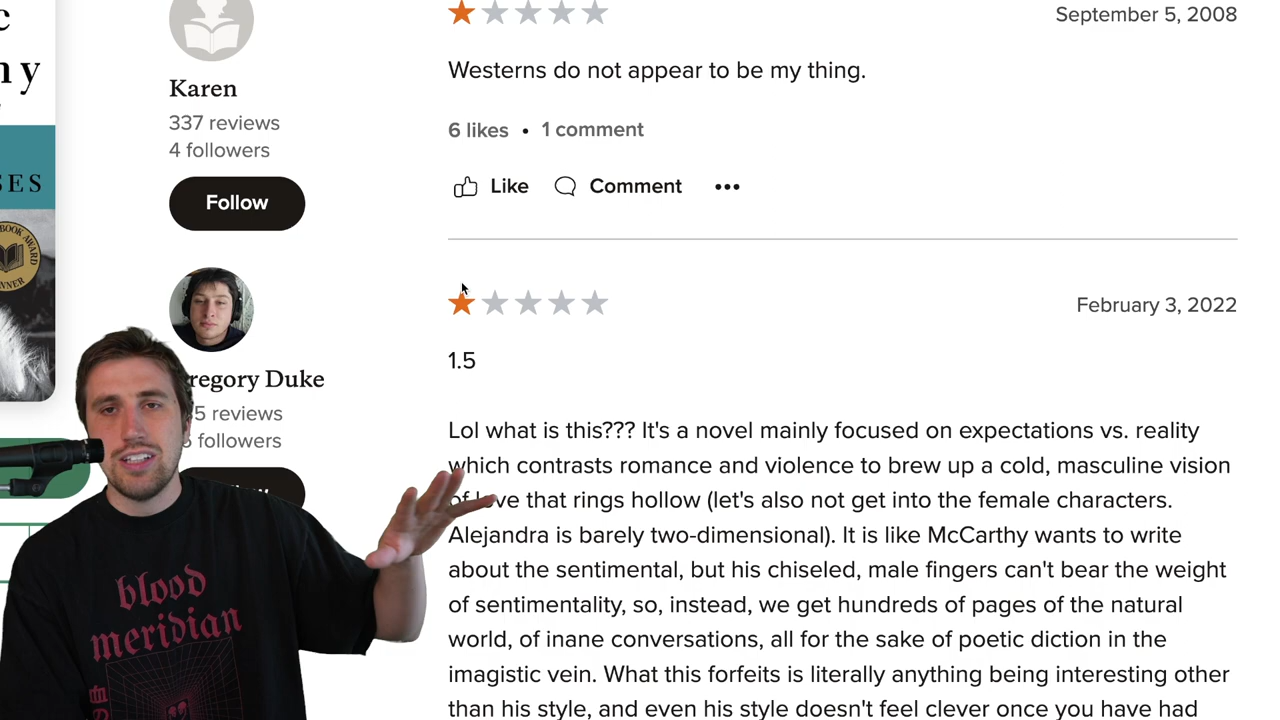 SES
BOOK AWARD
Karen
337 reviews
4 followers
Follow
September 5, 2008
Westerns do not appear to be my thing.
6 likes • 1 comment
Like Comment •••
regory Duke
5 reviews
followers
February 3, 2022
1.5
Lol what is this??? It's a novel mainly focused on expectations vs. reality
which contrasts romance and violence to brew up a cold, masculine vision
of love that rings hollow (let's also not get into the female characters.
Alejandra is barely two-dimensional). It is like McCarthy wants to write
about the sentimental, but his chiseled, male fingers can't bear the weight
of sentimentality, so, instead, we get hundreds of pages of the natural
world, of inane conversations, all for the sake of poetic diction in the
imagistic vein. What this forfeits is literally anything being interesting other
than his style, and even his style doesn't feel clever once you have had
blood
meridian